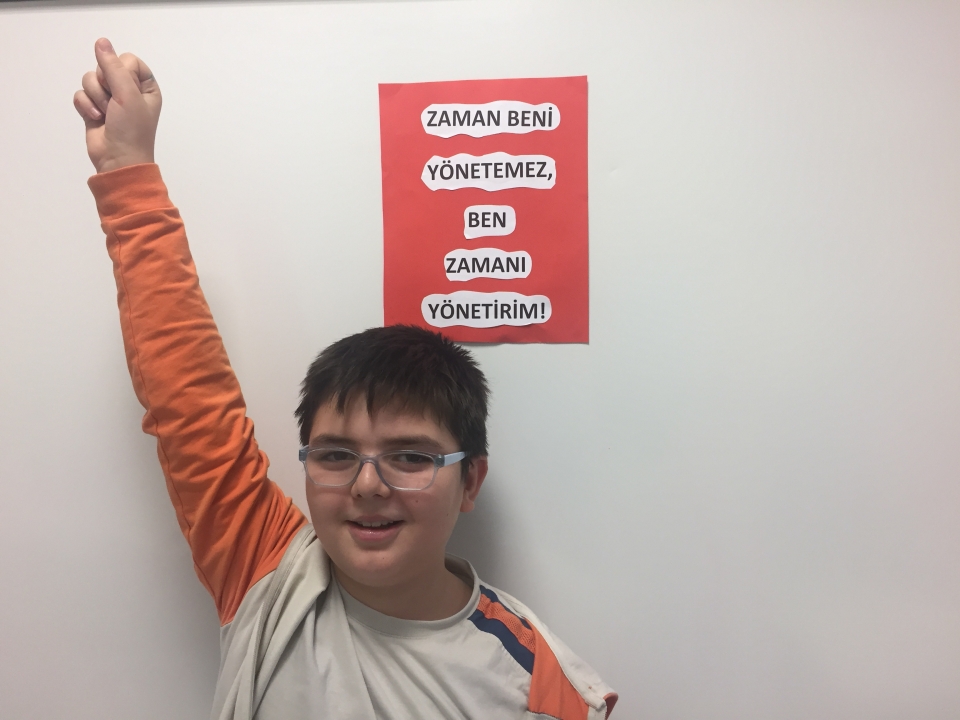 ZAMAN BENİ
YÖNETEMEZ,
BEN
ZAMANI
YÖNETİRİM!